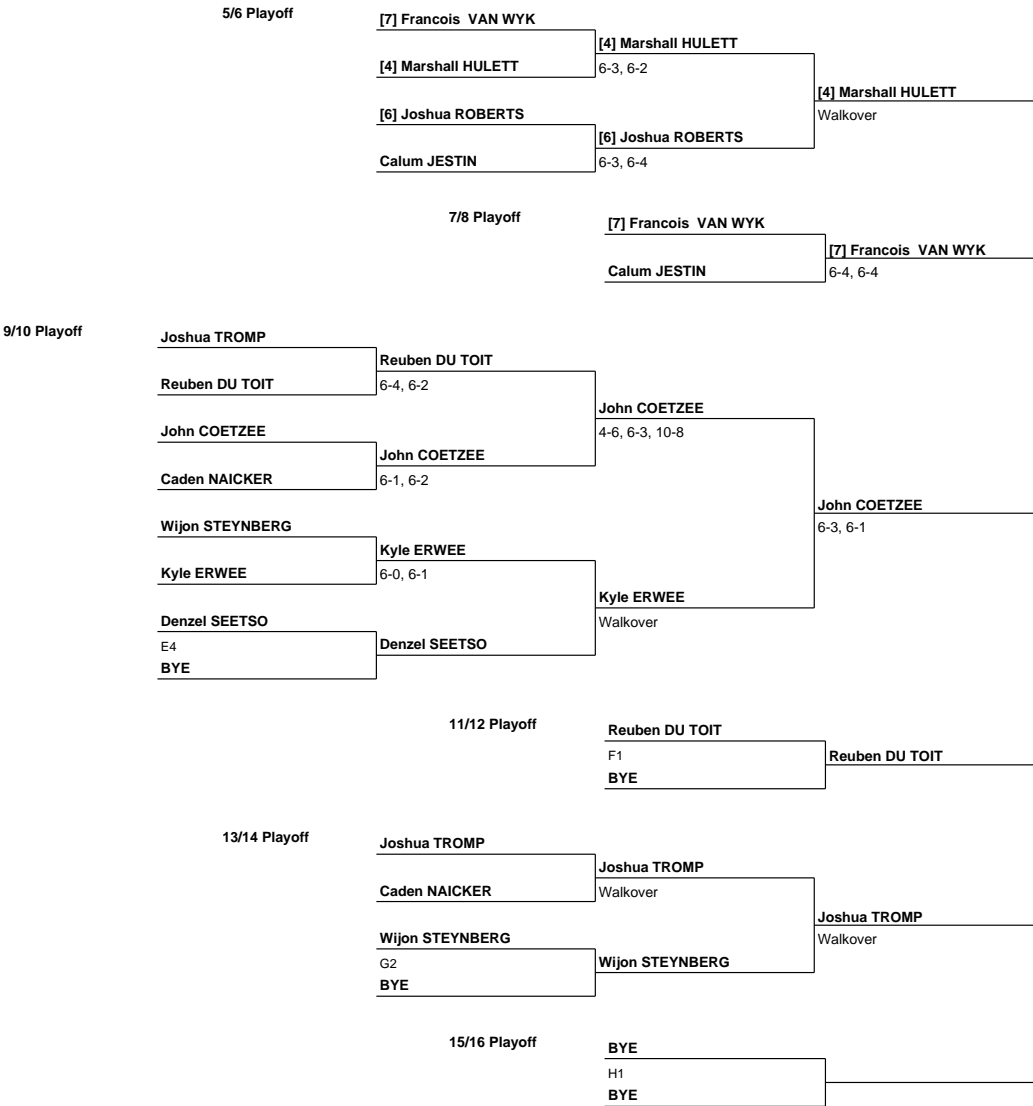 5/6 Playoff
[7] Francois  VAN WYK
[4] Marshall HULETT
[4] Marshall HULETT
6-3, 6-2
[4] Marshall HULETT
Walkover
[6] Joshua ROBERTS
[6] Joshua ROBERTS
Calum JESTIN
6-3, 6-4
7/8 Playoff
[7] Francois  VAN WYK
[7] Francois  VAN WYK
Calum JESTIN
6-4, 6-4
9/10 Playoff
Joshua TROMP
Reuben DU TOIT
Reuben DU TOIT
6-4, 6-2
John COETZEE
4-6, 6-3, 10-8
John COETZEE
John COETZEE
Caden NAICKER
6-1, 6-2
John COETZEE
6-3, 6-1
Wijon STEYNBERG
Kyle ERWEE
Kyle ERWEE
6-0, 6-1
Kyle ERWEE
Walkover
Denzel SEETSO
E4
Denzel SEETSO
BYE
11/12 Playoff
Reuben DU TOIT
F1
Reuben DU TOIT
BYE
13/14 Playoff
Joshua TROMP
Joshua TROMP
Caden NAICKER
Walkover
Joshua TROMP
Walkover
Wijon STEYNBERG
G2
Wijon STEYNBERG
BYE
15/16 Playoff
BYE
H1
BYE